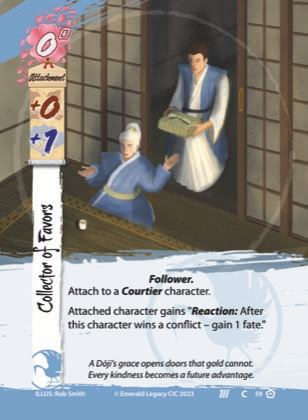 0
Attachment
+0
+1
Collector of Favors
Follower.
Attach to a Courtier character.
Attached character gains "Reaction: After
this character wins a conflict – gain 1 fate."
A Dōji's grace opens doors that gold cannot.
Every kindness becomes a future advantage.
ILLUS: Rob Smith © Emerald Legacy CIC 2023 C 59